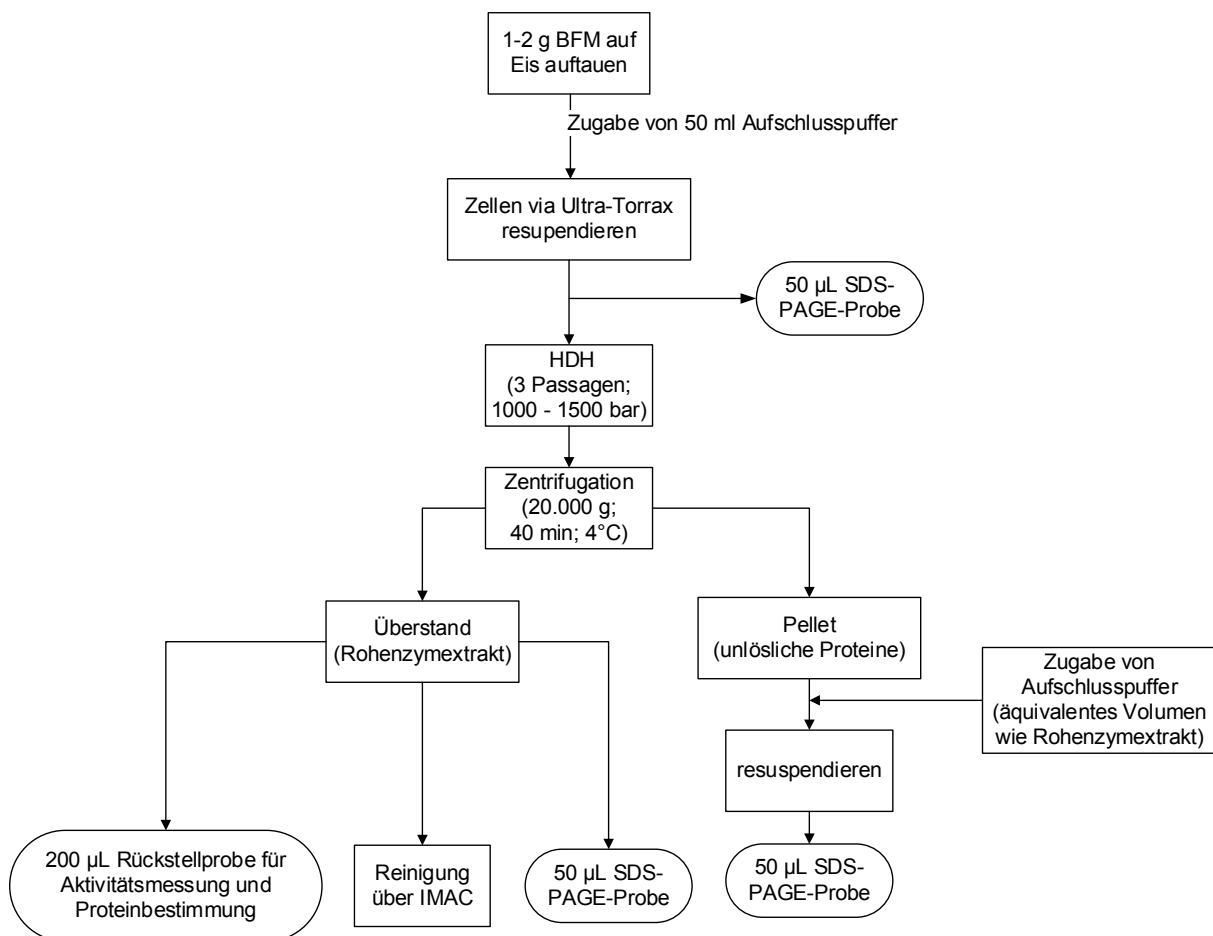 1-2 g BFM auf
Eis auftauen
Zugabe von 50 ml Aufschlusspuffer
Zellen via Ultra-Torrax
resupendieren
50 µL SDS-
PAGE-Probe
HDH
(3 Passagen;
1000 - 1500 bar)
Zentrifugation
(20.000 g;
40 min; 4°C)
Überstand
(Rohenzymextrakt)
Pellet
(unlösliche Proteine)
Zugabe von
Aufschlusspuffer
(äquivalentes Volumen
wie Rohenzymextrakt)
resuspendieren
200 µL Rückstellprobe für
Aktivitätsmessung und
Proteinbestimmung
Reinigung
über IMAC
50 µL SDS-
PAGE-Probe
50 µL SDS-
PAGE-Probe